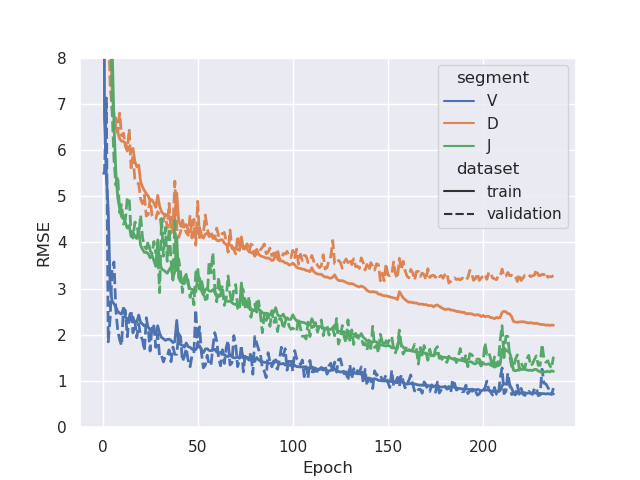 8
7
6
5
4
3
2
1
0
RMSE
0
50
100
150
200
Epoch
segment
V
D
J
dataset
train
validation